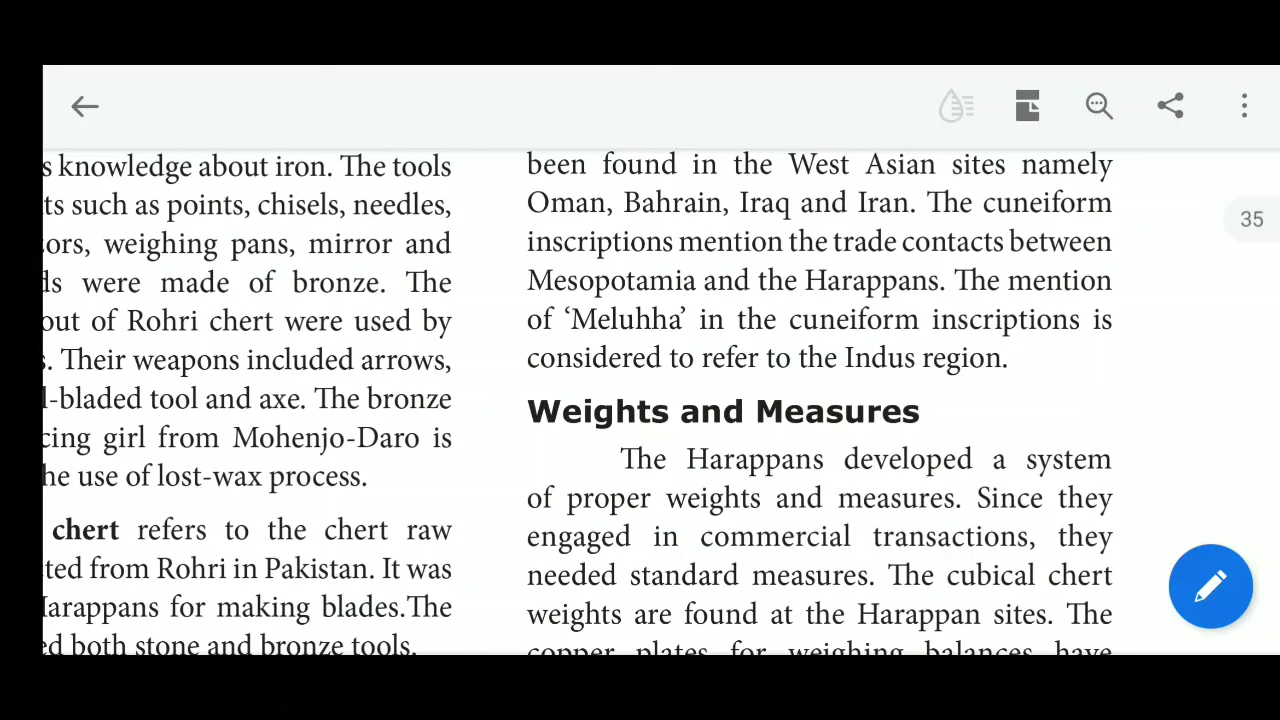 s knowledge about iron. The tools
ts such as points, chisels, needles,
ors, weighing pans, mirror and
ds were made of bronze. The
out of Rohri chert were used by
s. Their weapons included arrows,
l-bladed tool and axe. The bronze
cing girl from Mohenjo-Daro is
he use of lost-wax process.
chert refers to the chert raw
ted from Rohri in Pakistan. It was
Harappans for making blades.The
ed both stone and bronze tools.
been found in the West Asian sites namely
Oman, Bahrain, Iraq and Iran. The cuneiform
inscriptions mention the trade contacts between
Mesopotamia and the Harappans. The mention
of ‘Meluhha’ in the cuneiform inscriptions is
considered to refer to the Indus region.
Weights and Measures
The Harappans developed a system
of proper weights and measures. Since they
engaged in commercial transactions, they
needed standard measures. The cubical chert
weights are found at the Harappan sites. The
copper plates for weighing balances have
35